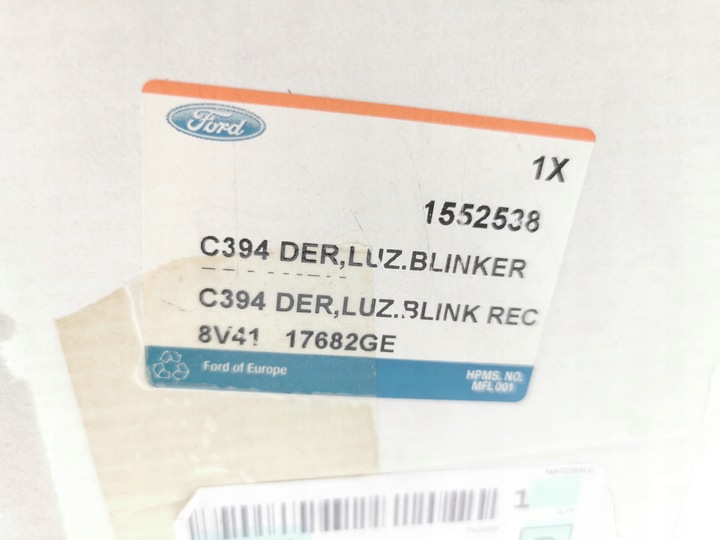 Ford
1X
1552538
C394 DER,LUZ.BLINKER
C394 DER,LUZ.BLINK REC
8V41 17682GE
Ford of Europe
HPMS. NO.
MFL001
MATERIALS
1